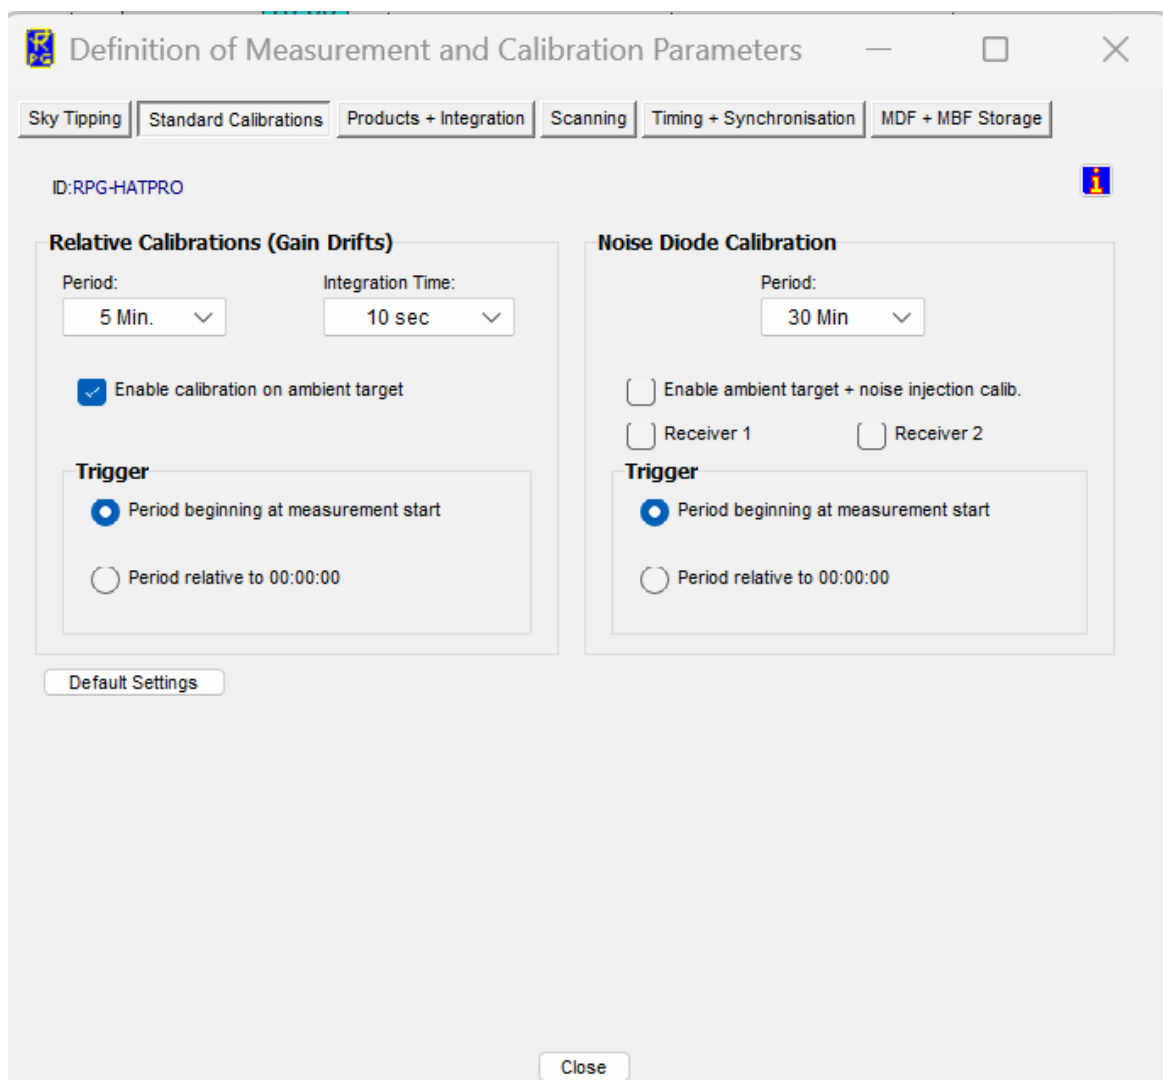 Definition of Measurement and Calibration Parameters
Sky Tipping Standard Calibrations Products + Integration Scanning Timing + Synchronisation MDF + MBF Storage
ID:RPG-HATPRO
Relative Calibrations (Gain Drifts)
Period: Integration Time:
5 Min. 10 sec
Enable calibration on ambient target
Trigger
Period beginning at measurement start
Period relative to 00:00:00
Noise Diode Calibration
Period:
30 Min
Enable ambient target + noise injection calib.
Receiver 1 Receiver 2
Trigger
Period beginning at measurement start
Period relative to 00:00:00
Default Settings
Close